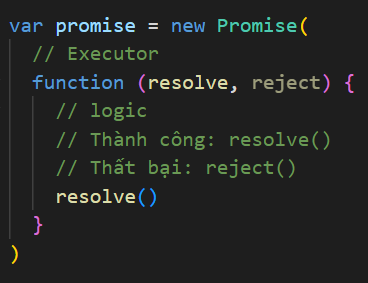 var promise = new Promise(
  // Executor
  function (resolve, reject) {
    // logic
    // Thành công: resolve()
    // Thất bại: reject()
    resolve()
  }
)